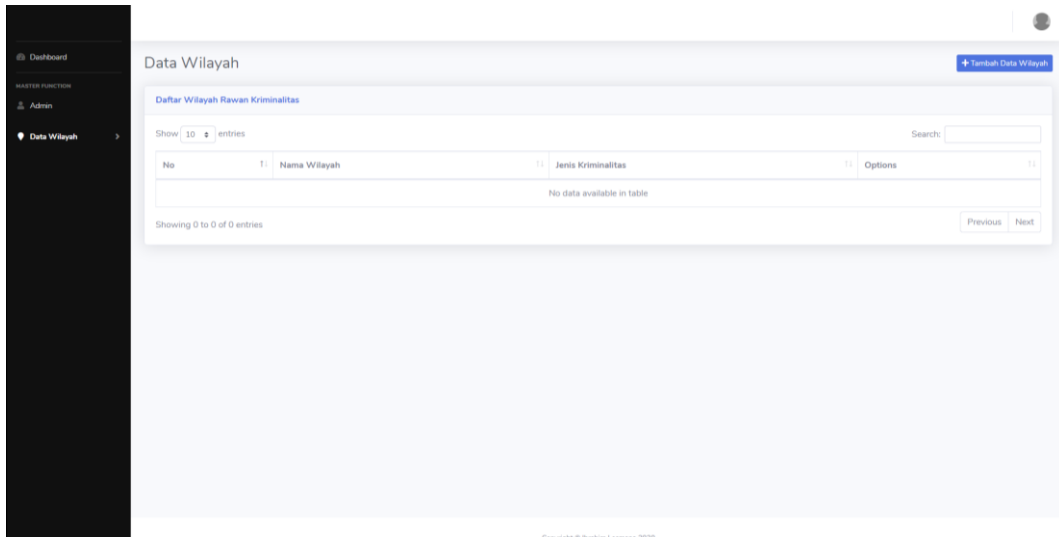 Dashboard
MASTER FUNCTION
Admin
Data Wilayah
Data Wilayah
+ Tambah Data Wilayah
Daftar Wilayah Rawan Kriminalitas
Show 10 entries
Search:
No Nama Wilayah Jenis Kriminalitas Options
No data available in table
Showing 0 to 0 of 0 entries
Previous Next